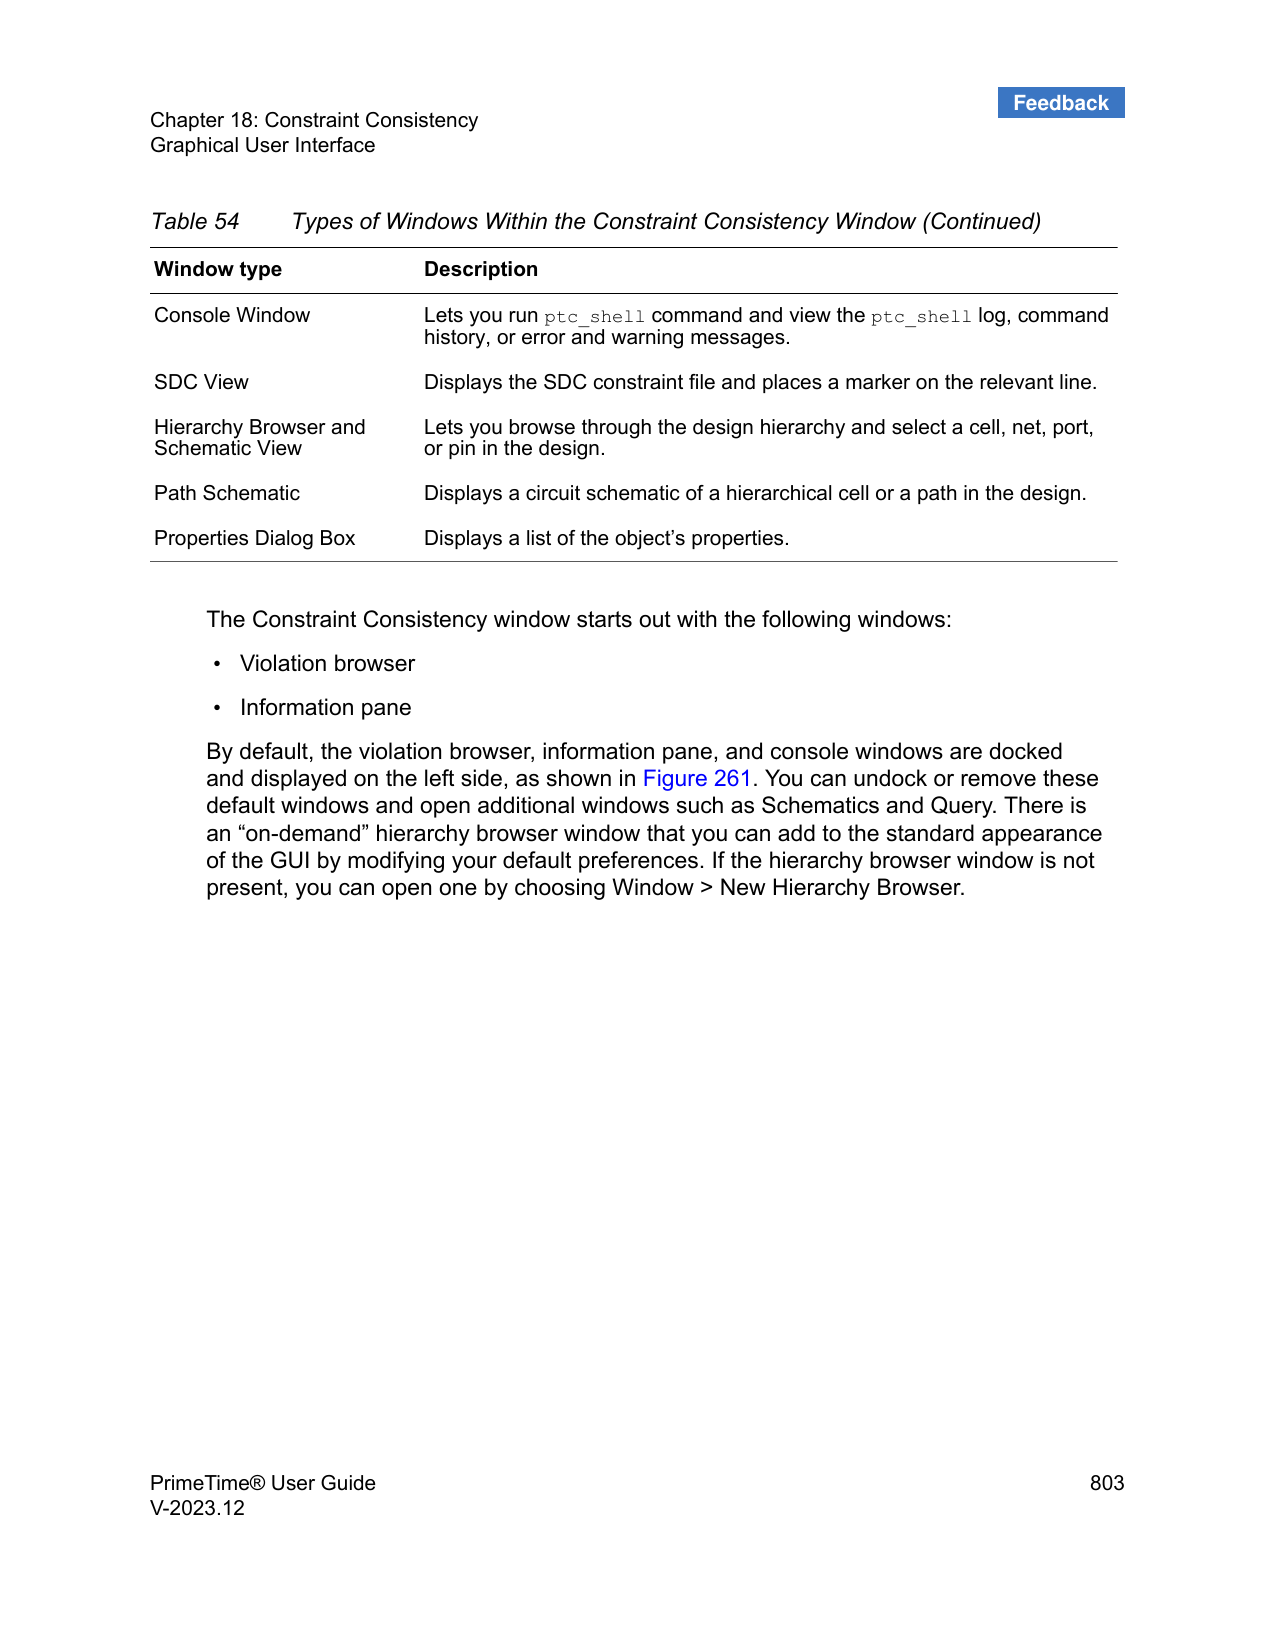 Feedback
Chapter 18: Constraint Consistency
Graphical User Interface
Table 54 Types of Windows Within the Constraint Consistency Window (Continued)
Window type Description
Console Window Lets you run ptc_shell command and view the ptc_shell log, command
history, or error and warning messages.
SDC View Displays the SDC constraint file and places a marker on the relevant line.
Hierarchy Browser and Lets you browse through the design hierarchy and select a cell, net, port,
Schematic View or pin in the design.
Path Schematic Displays a circuit schematic of a hierarchical cell or a path in the design.
Properties Dialog Box Displays a list of the object’s properties.
The Constraint Consistency window starts out with the following windows:
• Violation browser
• Information pane
By default, the violation browser, information pane, and console windows are docked
and displayed on the left side, as shown in Figure 261. You can undock or remove these
default windows and open additional windows such as Schematics and Query. There is
an “on-demand” hierarchy browser window that you can add to the standard appearance
of the GUI by modifying your default preferences. If the hierarchy browser window is not
present, you can open one by choosing Window > New Hierarchy Browser.
PrimeTime® User Guide 803
V-2023.12